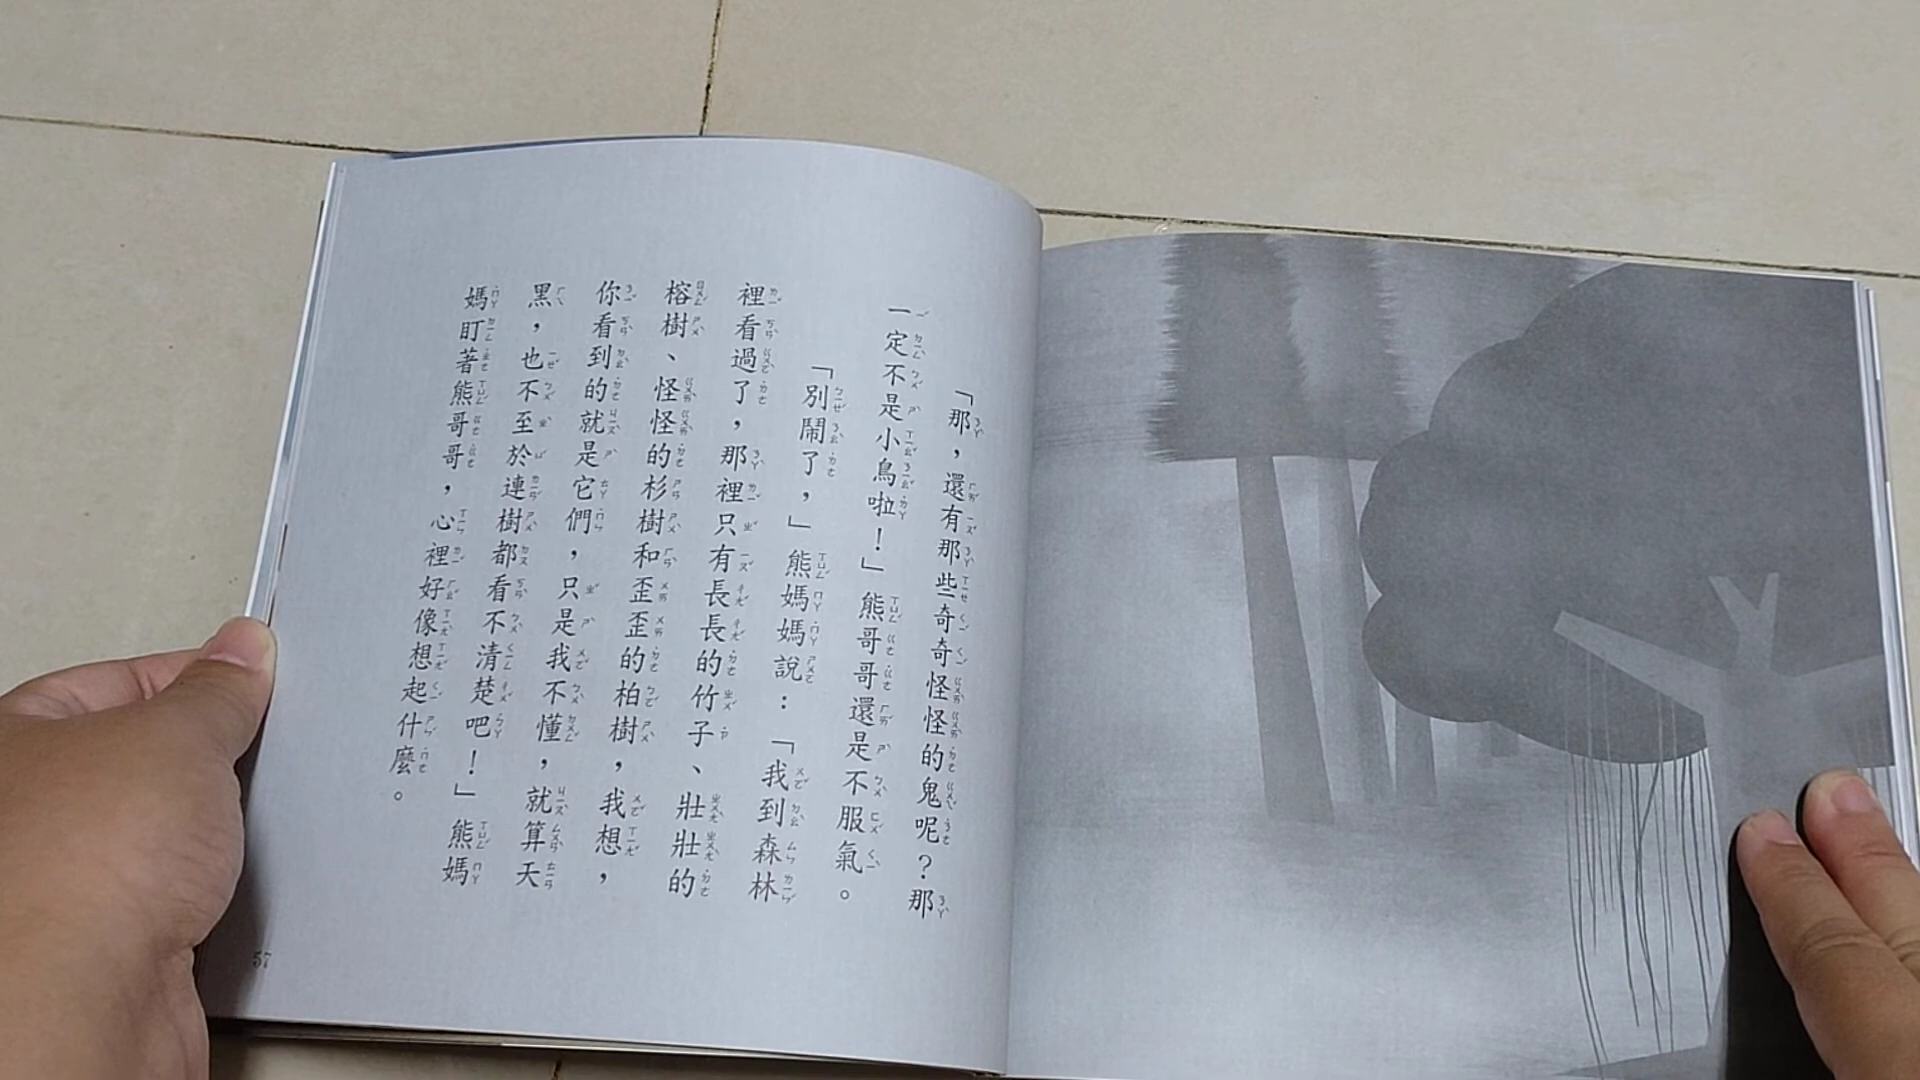 「那，還有那些奇奇怪怪的鬼呢？那
一定不是小鳥啦！」熊哥哥還是不服氣。
「別鬧了，」熊媽媽說：「我到森林
裡看過了，那裡只有長長的竹子、壯壯的
榕樹、怪怪的杉樹和歪歪的柏樹，我想，
你看到的就是它們，只是我不懂，就算天
黑，也不至於連樹都看不清楚吧！」熊媽
媽盯著熊哥哥，心裡好像想起什麼。
57